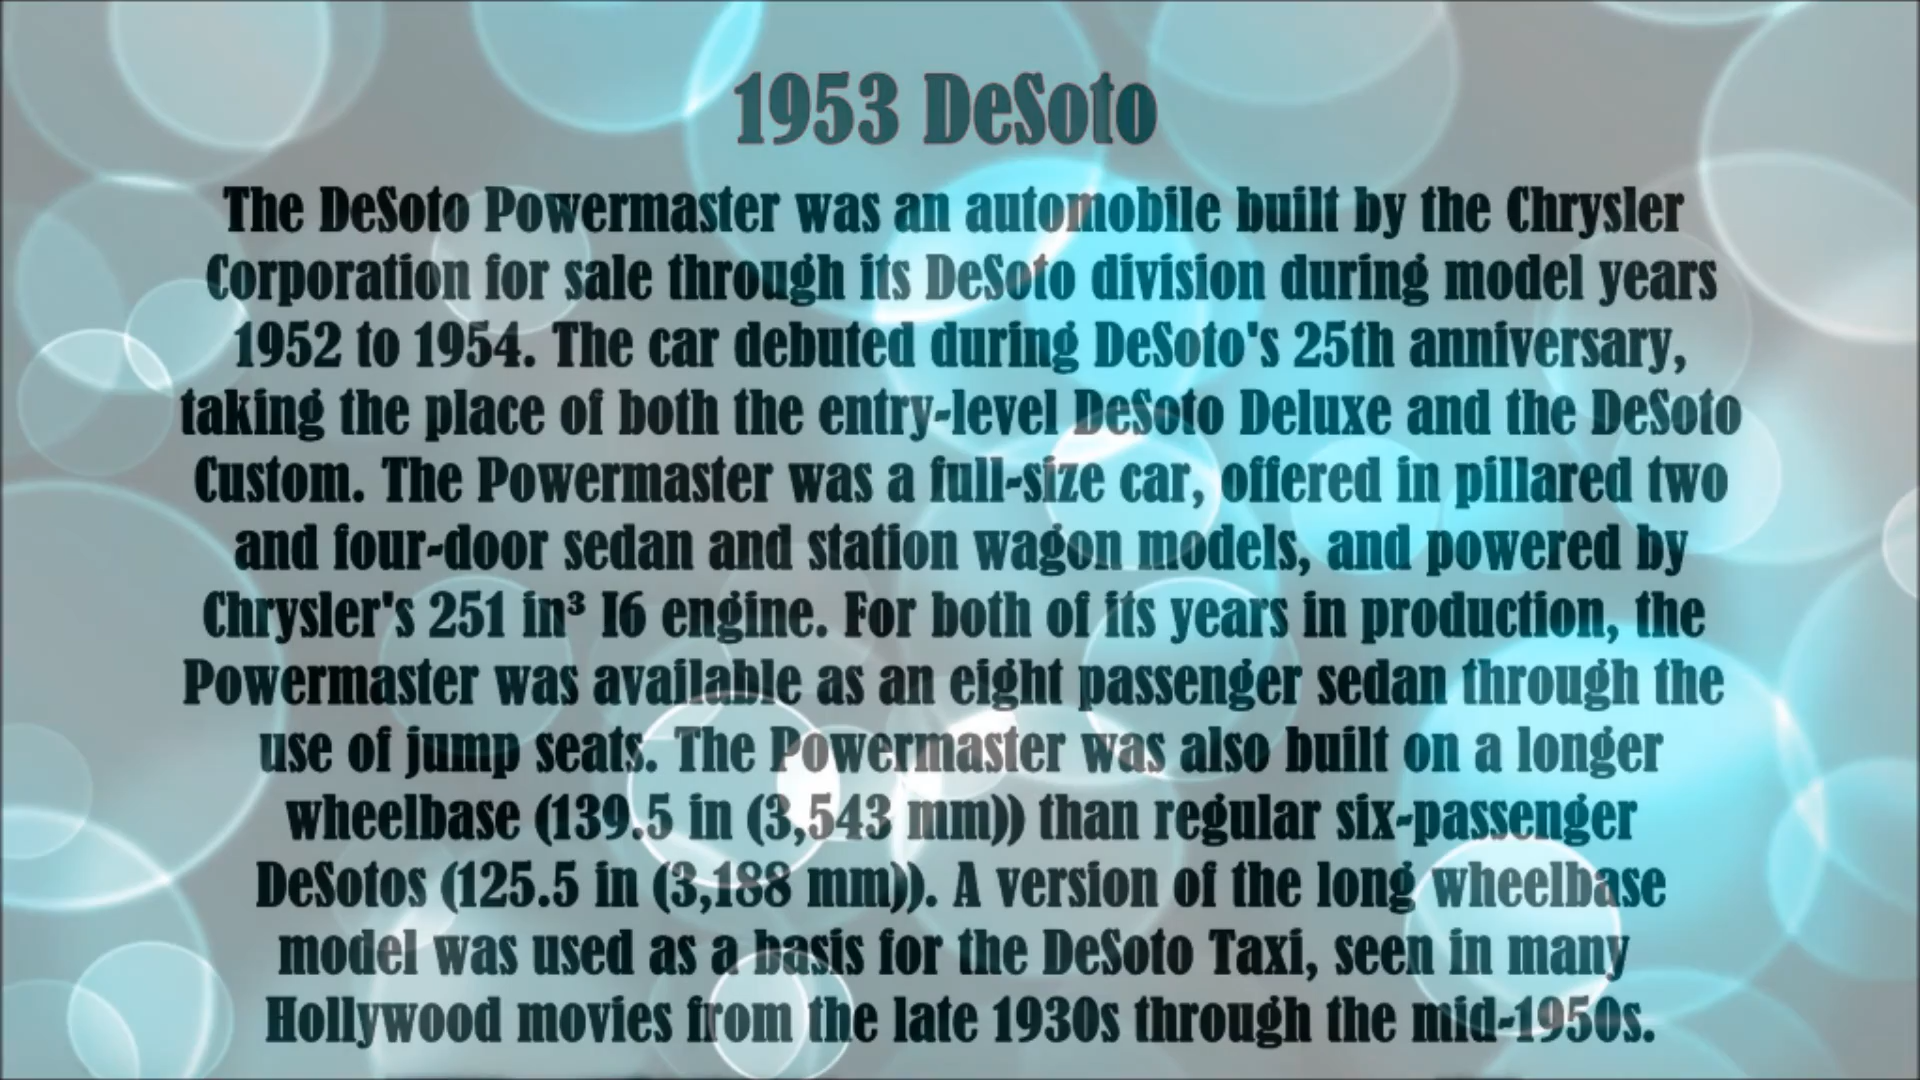 1953 DeSoto
The DeSoto Powermaster was an automobile built by the Chrysler
Corporation for sale through its DeSoto division during model years
1952 to 1954. The car debuted during DeSoto's 25th anniversary,
taking the place of both the entry-level DeSoto Deluxe and the DeSoto
Custom. The Powermaster was a full-size car, offered in pillared two
and four-door sedan and station wagon models, and powered by
Chrysler's 251 in³ I6 engine. For both of its years in production, the
Powermaster was available as an eight passenger sedan through the
use of jump seats. The Powermaster was also built on a longer
wheelbase (139.5 in (3,543 mm)) than regular six-passenger
DeSotos (125.5 in (3,188 mm)). A version of the long wheelbase
model was used as a basis for the DeSoto Taxi, seen in many
Hollywood movies from the late 1930s through the mid-1950s.